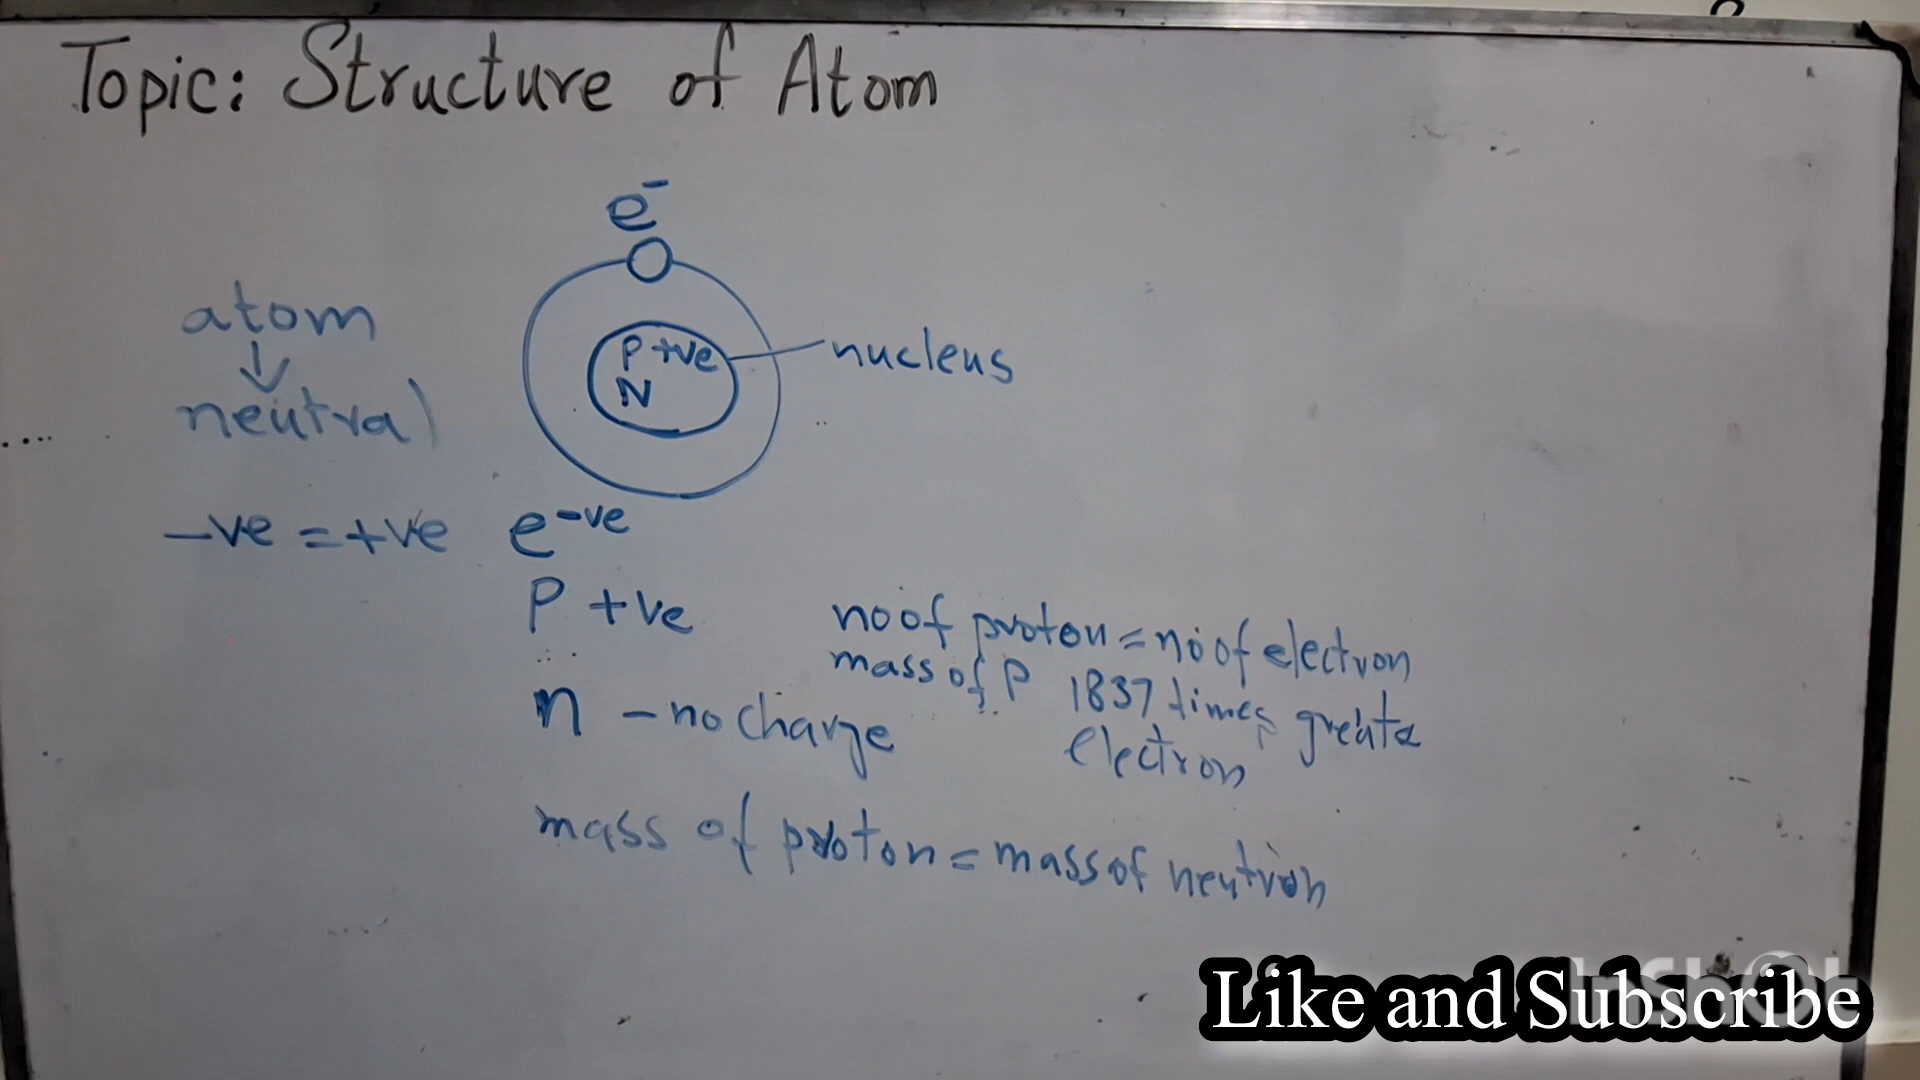 Topic: Structure of Atom
e⁻
atom
↓
neutral
P +ve
N
nucleus
-ve = +ve
e -ve
P +ve
n - no charge
no of proton = no of electron
mass of P 1837 times greate
electron
mass of proton = mass of neutron
Like and Subscribe